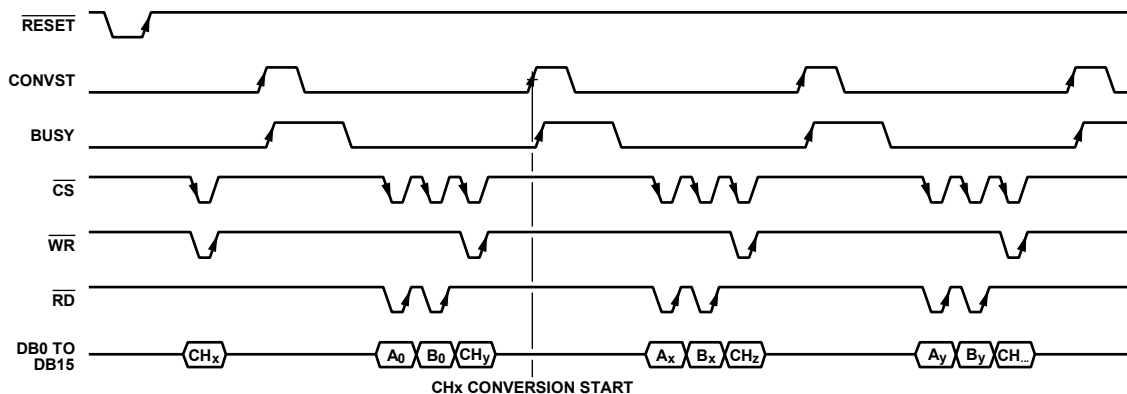 RESET
CONVST
BUSY
CS
WR
RD
DB0 TO
DB15
CHx A0 B0 CHy Ax Bx CHz Ay By CH...
CHx CONVERSION START